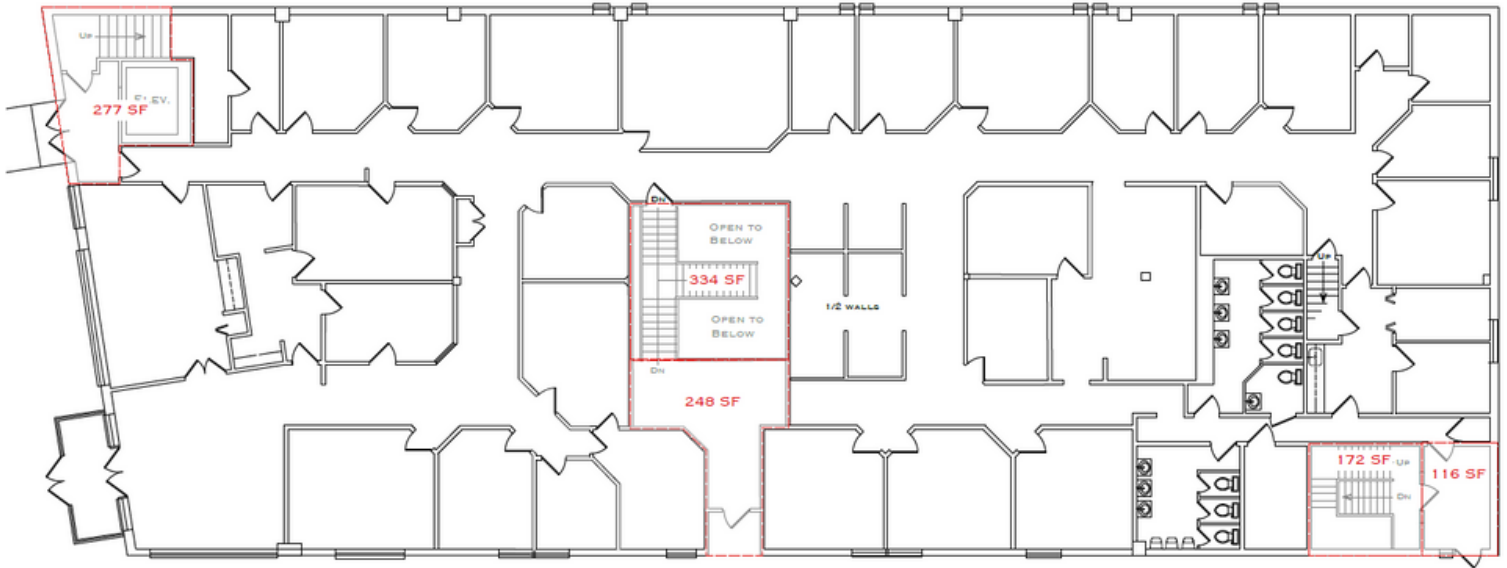 UP
ELEV.
277 SF
DN
OPEN TO
BELOW
334 SF
OPEN TO
BELOW
DN
248 SF
1/2 WALLS
UP
172 SF
UP
116 SF
DN